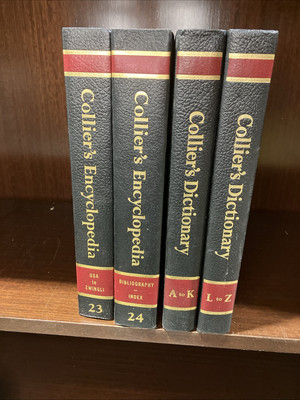 Collier's Encyclopedia
USA
to
ZWINGLI
23
Collier's Encyclopedia
BIBLIOGRAPHY
–
INDEX
24
Collier's Dictionary
A to K
Collier's Dictionary
L to Z